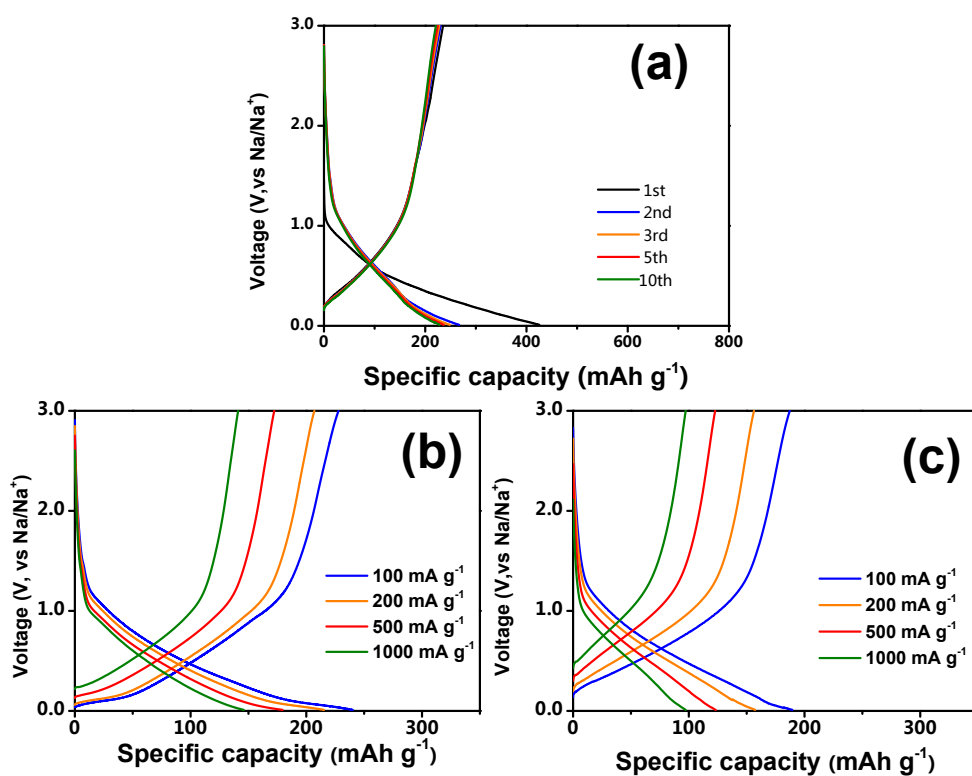 (a)
3.0
2.0
1.0
0.0
Voltage (V,vs Na/Na⁺)
1st
2nd
3rd
5th
10th
0
200
400
600
800
Specific capacity (mAh g⁻¹)
(b)
3.0
2.0
1.0
0.0
Voltage (V, vs Na/Na⁺)
100 mA g⁻¹
200 mA g⁻¹
500 mA g⁻¹
1000 mA g⁻¹
0
100
200
300
Specific capacity (mAh g⁻¹)
(c)
3.0
2.0
1.0
0.0
Voltage (V,vs Na/Na⁺)
100 mA g⁻¹
200 mA g⁻¹
500 mA g⁻¹
1000 mA g⁻¹
0
100
200
300
Specific capacity (mAh g⁻¹)